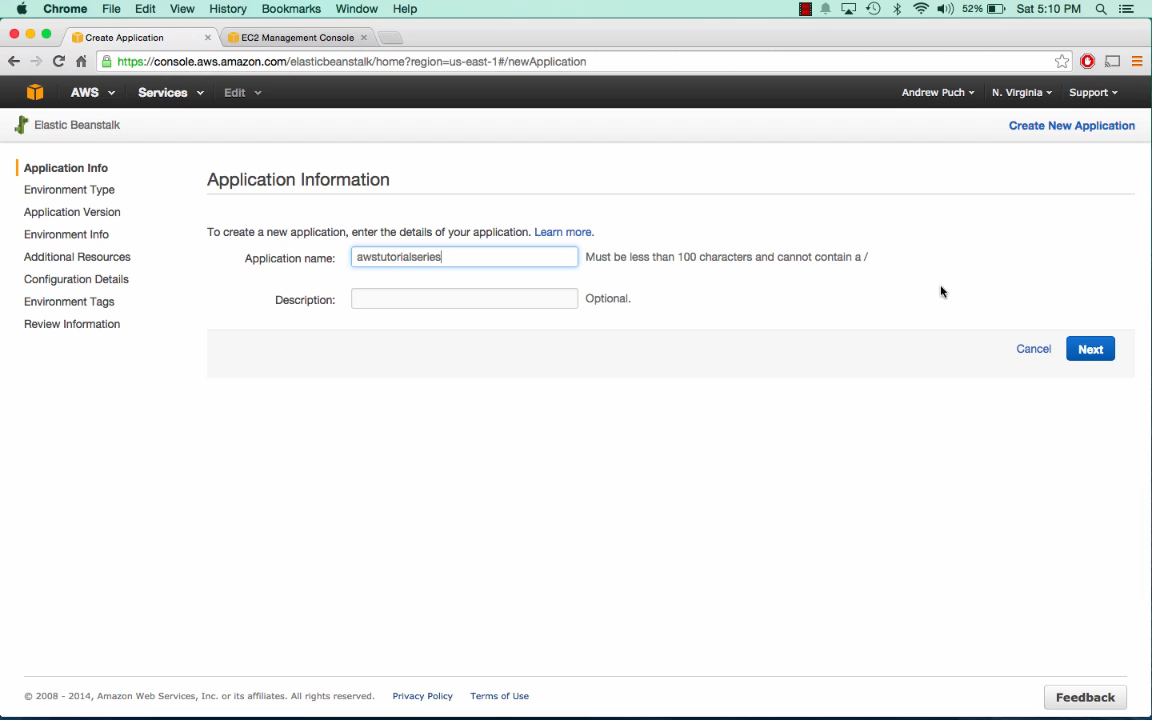 Chrome File Edit View History Bookmarks Window Help 52% Sat 5:10 PM
Create Application EC2 Management Console
https://console.aws.amazon.com/elasticbeanstalk/home?region=us-east-1#/newApplication
AWS Services Edit Andrew Puch N. Virginia Support
Elastic Beanstalk Create New Application
Application Info
Environment Type
Application Version
Environment Info
Additional Resources
Configuration Details
Environment Tags
Review Information
Application Information
To create a new application, enter the details of your application. Learn more.
Application name: awstutorialseries Must be less than 100 characters and cannot contain a /
Description: Optional.
Cancel Next
© 2008 - 2014, Amazon Web Services, Inc. or its affiliates. All rights reserved. Privacy Policy Terms of Use Feedback